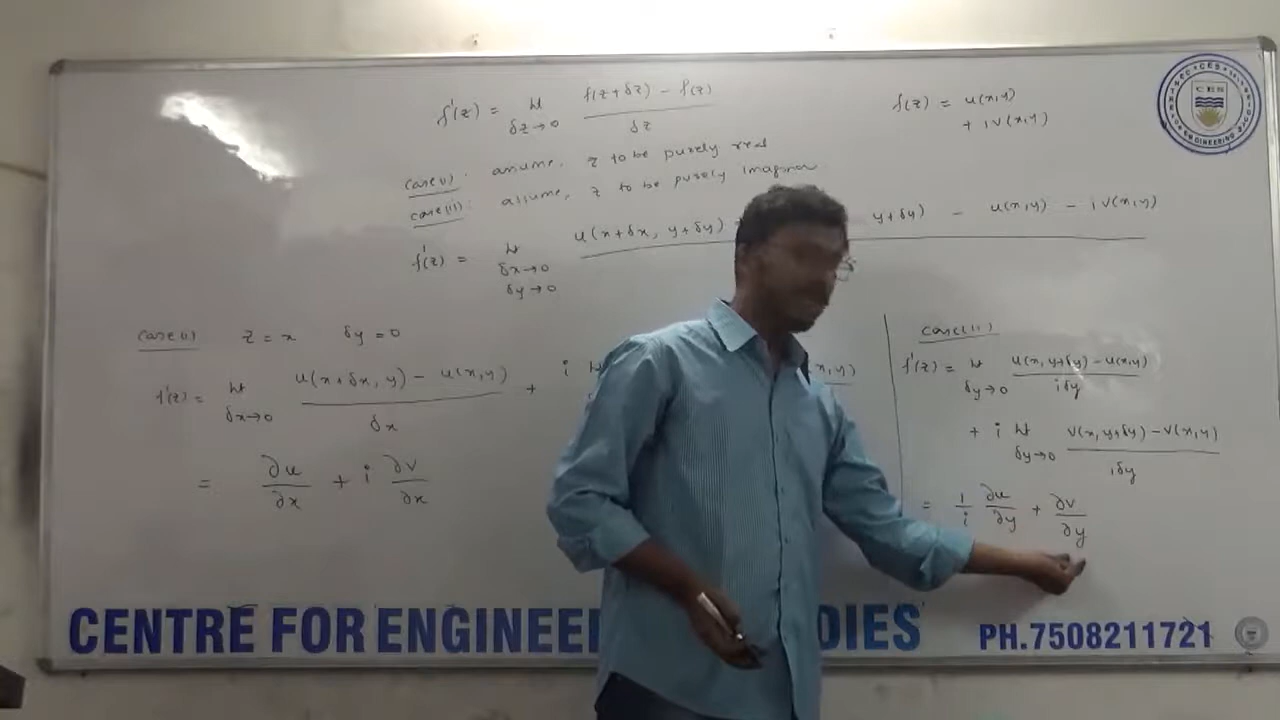 f'(z) = lt δz→0 f(z+δz) - f(z) / δz
f(z) = u(x,y)
+ iv(x,y)
case(i): assume, z to be purely real
case(ii): assume, z to be purely
f'(z) = lt δx→0 δy→0 u(x+δx, y+δy) y+δy) - u(x,y) - iv(x,y)
case(i) z = x δy = 0
f'(z) = lt δx→0 u(x+δx, y) - u(x,y) / δx + i lt
= ∂u/∂x + i ∂v/∂x
case(ii)
f'(z) = lt δy→0 u(x, y+δy) - u(x,y) / iδy
+ i lt δy→0 v(x, y+δy) - v(x,y) / iδy
= 1/i ∂u/∂y + ∂v/∂y
CES
CENTRE FOR ENGINEE DIES PH.7508211721